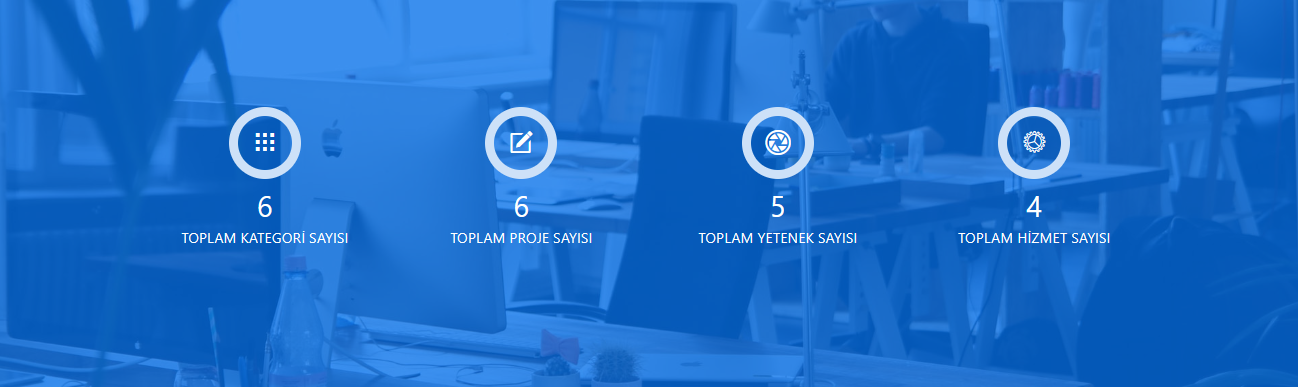 6
TOPLAM KATEGORİ SAYISI
6
TOPLAM PROJE SAYISI
5
TOPLAM YETENEK SAYISI
4
TOPLAM HİZMET SAYISI